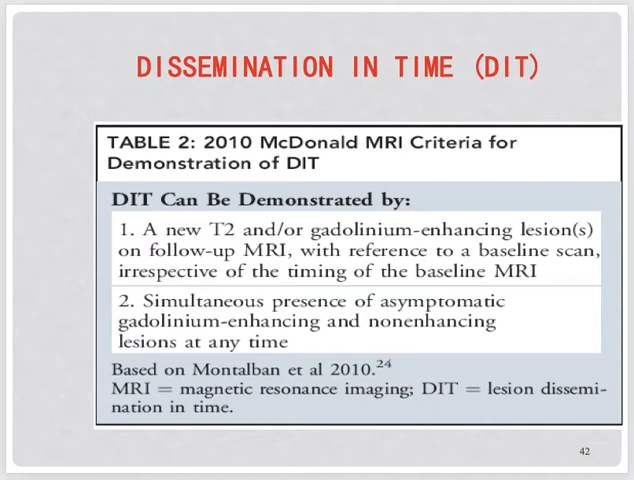 DISSEMINATION IN TIME (DIT)
TABLE 2: 2010 McDonald MRI Criteria for
Demonstration of DIT
DIT Can Be Demonstrated by:
1. A new T2 and/or gadolinium-enhancing lesion(s)
on follow-up MRI, with reference to a baseline scan,
irrespective of the timing of the baseline MRI
2. Simultaneous presence of asymptomatic
gadolinium-enhancing and nonenhancing
lesions at any time
Based on Montalban et al 2010.24
MRI = magnetic resonance imaging; DIT = lesion dissemi-
nation in time.
42